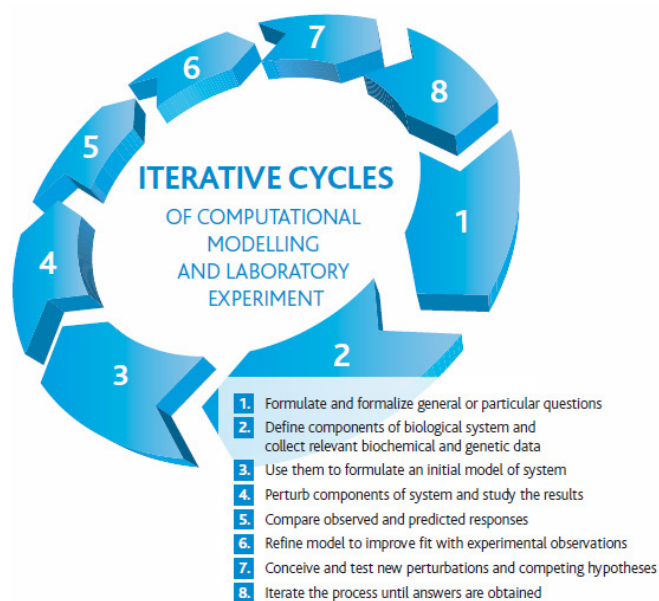 7
6
8
5
ITERATIVE CYCLES
OF COMPUTATIONAL
MODELLING
AND LABORATORY
EXPERIMENT
1
4
2
3
1. Formulate and formalize general or particular questions
2. Define components of biological system and
collect relevant biochemical and genetic data
3. Use them to formulate an initial model of system
4. Perturb components of system and study the results
5. Compare observed and predicted responses
6. Refine model to improve fit with experimental observations
7. Conceive and test new perturbations and competing hypotheses
8. Iterate the process until answers are obtained